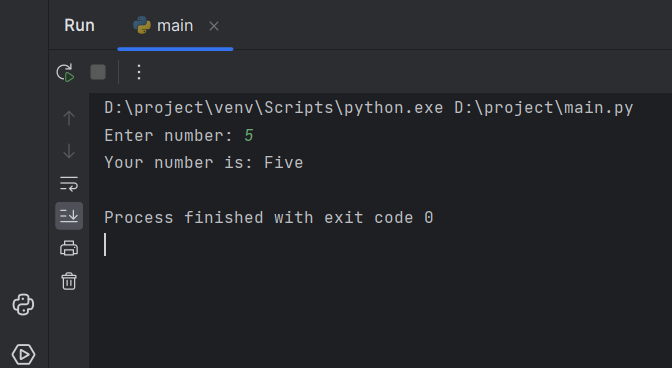 Run main
D:\project\venv\Scripts\python.exe D:\project\main.py
Enter number: 5
Your number is: Five
Process finished with exit code 0